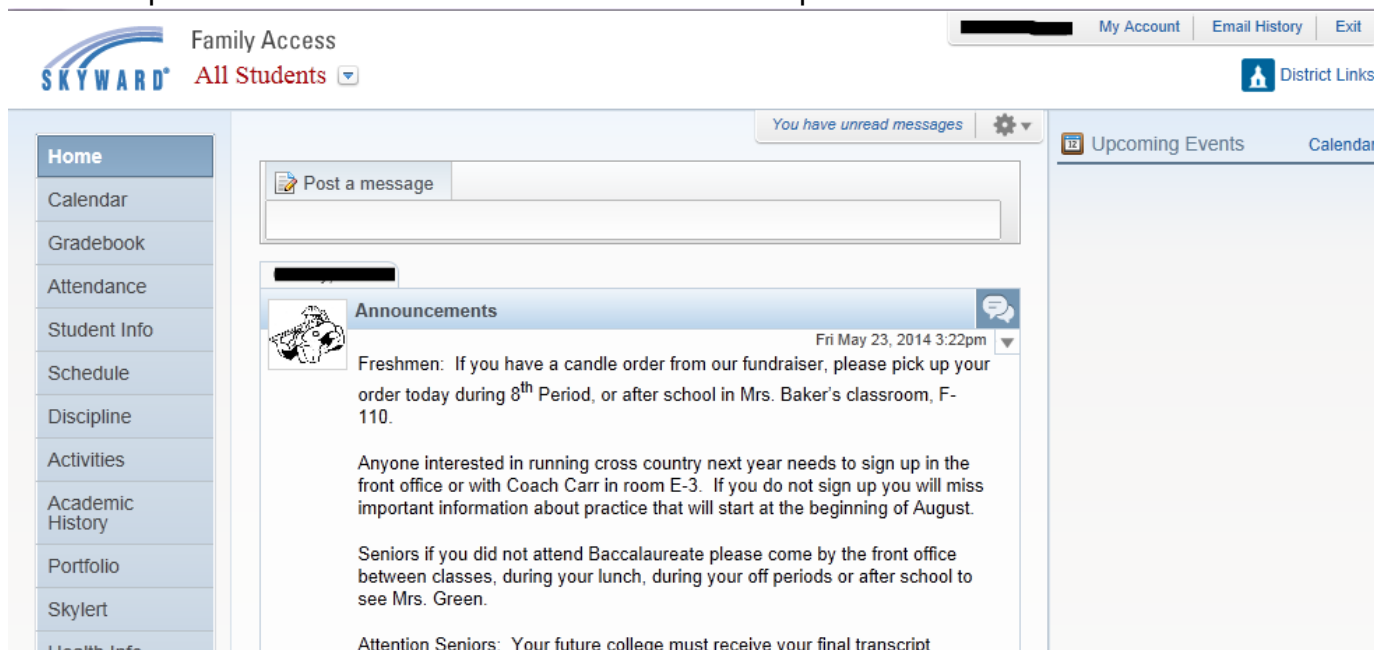 Family Access
My Account
Email History
Exit
SKYWARD®
All Students
District Links
You have unread messages
Upcoming Events
Calendar
Home
Calendar
Gradebook
Attendance
Student Info
Schedule
Discipline
Activities
Academic
History
Portfolio
Skylert
Health Info
Post a message
Announcements
Fri May 23, 2014 3:22pm
Freshmen: If you have a candle order from our fundraiser, please pick up your
order today during 8th Period, or after school in Mrs. Baker's classroom, F-
110.
Anyone interested in running cross country next year needs to sign up in the
front office or with Coach Carr in room E-3. If you do not sign up you will miss
important information about practice that will start at the beginning of August.
Seniors if you did not attend Baccalaureate please come by the front office
between classes, during your lunch, during your off periods or after school to
see Mrs. Green.
Attention Seniors: Your future college must receive your final transcript